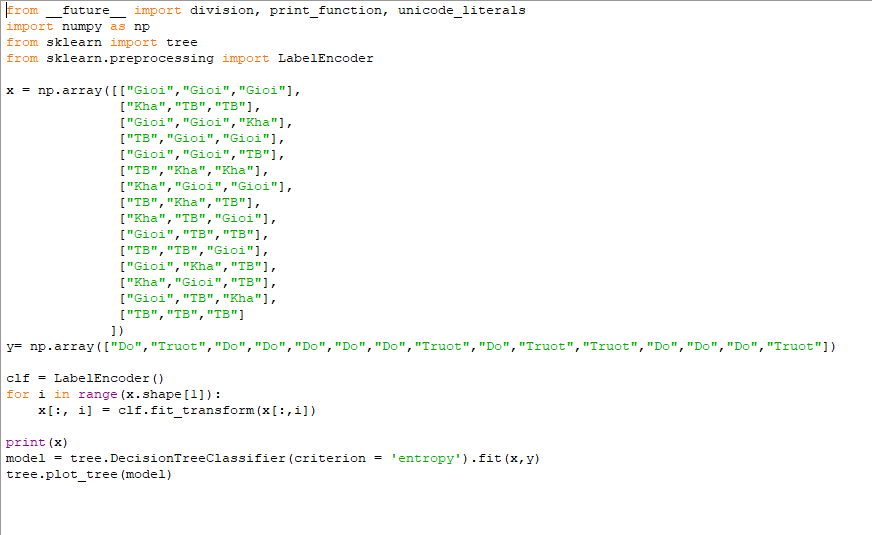 from __future__ import division, print_function, unicode_literals
import numpy as np
from sklearn import tree
from sklearn.preprocessing import LabelEncoder

x = np.array([["Gioi","Gioi","Gioi"],
              ["Kha","TB","TB"],
              ["Gioi","Gioi","Kha"],
              ["TB","Gioi","Gioi"],
              ["Gioi","Gioi","TB"],
              ["TB","Kha","Kha"],
              ["Kha","Gioi","Gioi"],
              ["TB","Kha","TB"],
              ["Kha","TB","Gioi"],
              ["Gioi","TB","TB"],
              ["TB","TB","Gioi"],
              ["Gioi","Kha","TB"],
              ["Kha","Gioi","TB"],
              ["Gioi","TB","Kha"],
              ["TB","TB","TB"]
             ])
y= np.array(["Do","Truot","Do","Do","Do","Do","Do","Truot","Do","Truot","Truot","Do","Do","Do","Truot"])

clf = LabelEncoder()
for i in range(x.shape[1]):
    x[:, i] = clf.fit_transform(x[:,i])

print(x)
model = tree.DecisionTreeClassifier(criterion = 'entropy').fit(x,y)
tree.plot_tree(model)